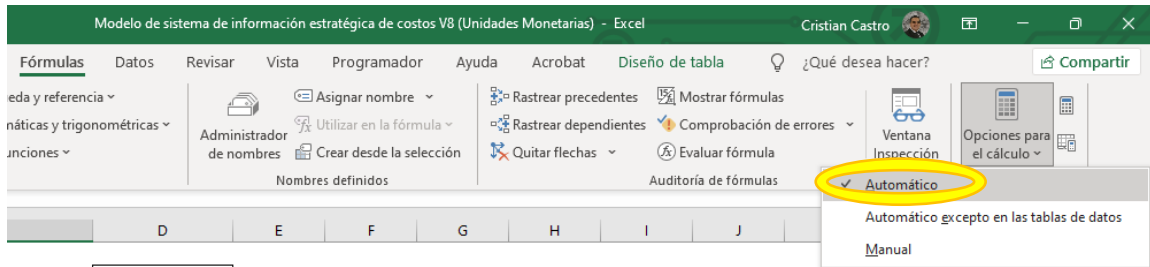 Modelo de sistema de información estratégica de costos V8 (Unidades Monetarias) - Excel Cristian Castro
Fórmulas Datos Revisar Vista Programador Ayuda Acrobat Diseño de tabla ¿Qué desea hacer? Compartir
eda y referencia Asignar nombre Rastrear precedentes Mostrar fórmulas
máticas y trigonométricas Administrador de nombres Utilizar en la fórmula Rastrear dependientes Comprobación de errores Ventana Inspección Opciones para el cálculo
unciones Crear desde la selección Quitar flechas Evaluar fórmula
Nombres definidos Auditoría de fórmulas
Automático
Automático excepto en las tablas de datos
Manual
D E F G H I J